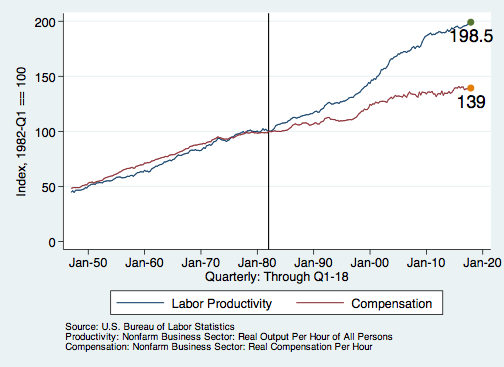 200
198.5
150
139
100
50
0
Index, 1982-Q1 == 100
Jan-50 Jan-60 Jan-70 Jan-80 Jan-90 Jan-00 Jan-10 Jan-20
Quarterly: Through Q1-18
Labor Productivity Compensation
Source: U.S. Bureau of Labor Statistics
Productivity: Nonfarm Business Sector: Real Output Per Hour of All Persons
Compensation: Nonfarm Business Sector: Real Compensation Per Hour